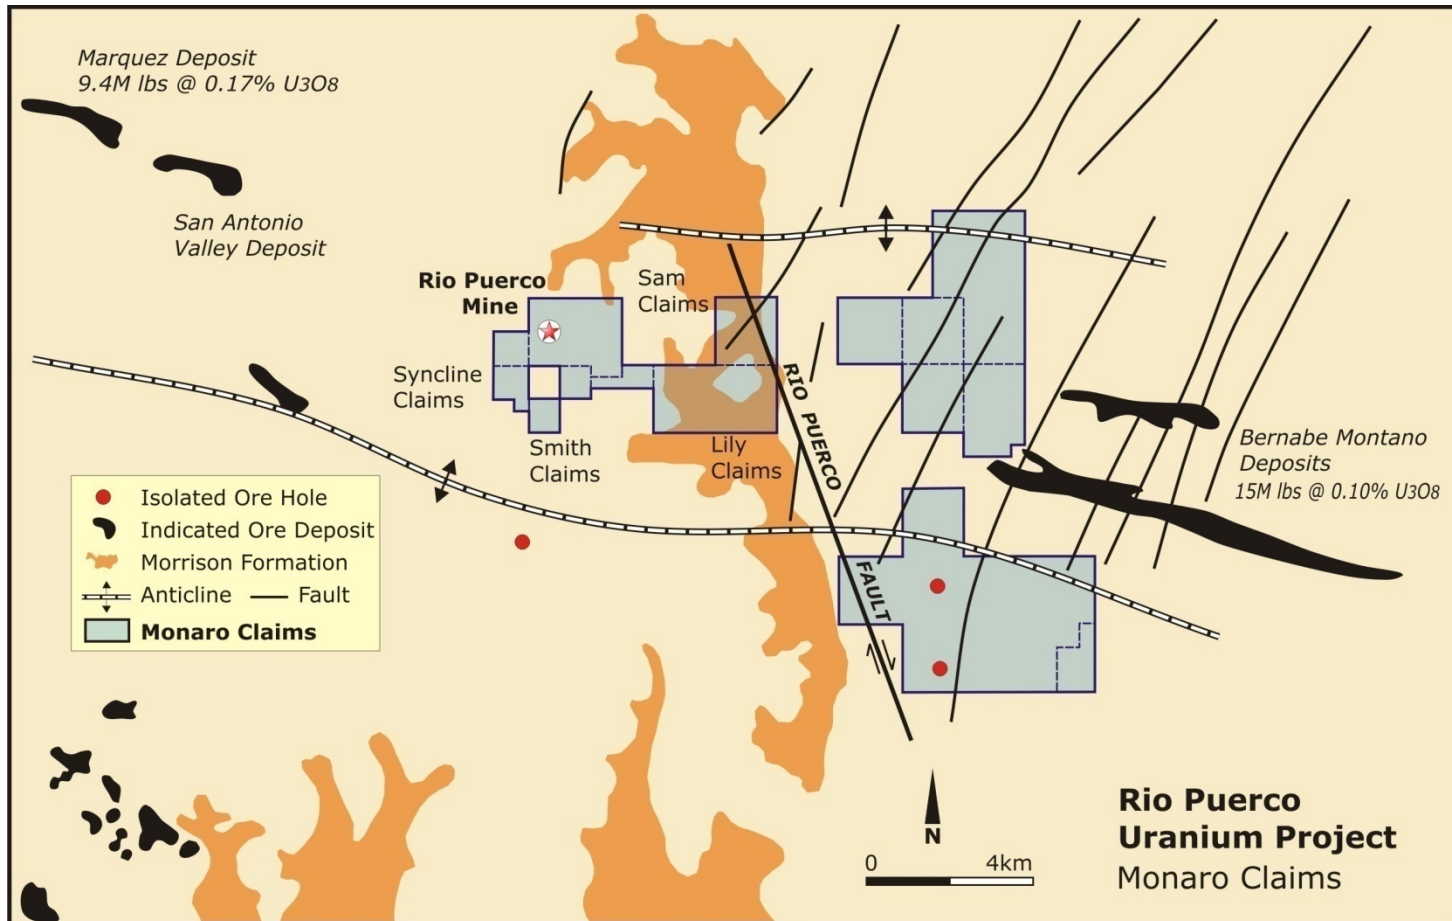 Marquez Deposit
9.4M lbs @ 0.17% U3O8
San Antonio
Valley Deposit
Rio Puerco
Mine
Sam
Claims
Syncline
Claims
Smith
Claims
Lily
Claims
RIO PUERCO
FAULT
Bernabe Montano
Deposits
15M lbs @ 0.10% U3O8
Isolated Ore Hole
Indicated Ore Deposit
Morrison Formation
Anticline
Fault
Monaro Claims
N
0 4km
Rio Puerco
Uranium Project
Monaro Claims